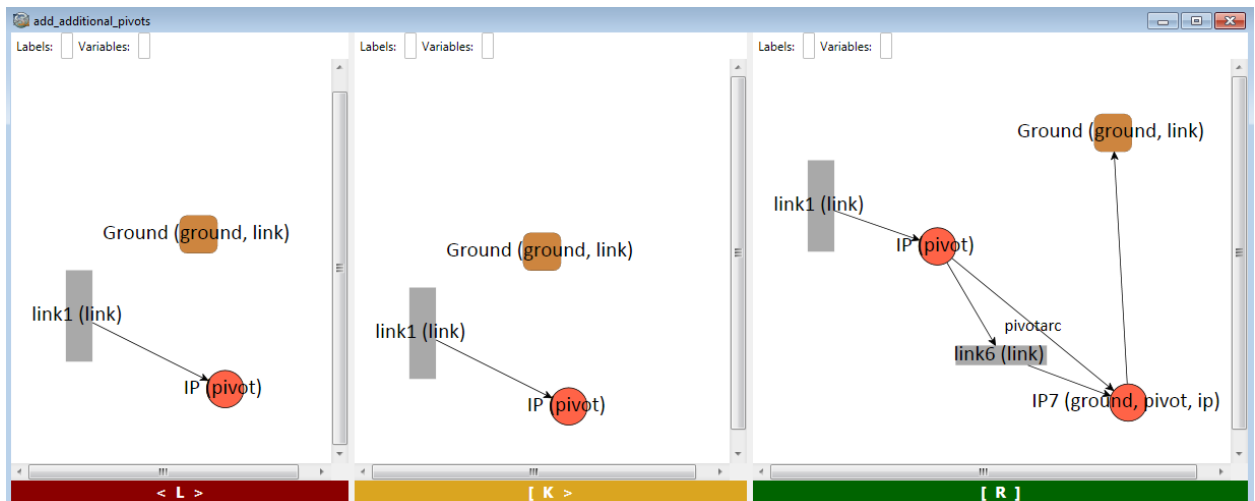 add_additional_pivots
Labels: Variables:
Ground (ground, link)
link1 (link)
IP (pivot)
< L >
Labels: Variables:
Ground (ground, link)
link1 (link)
IP (pivot)
[ K >
Labels: Variables:
Ground (ground, link)
link1 (link)
IP (pivot)
pivotarc
link6 (link)
IP7 (ground, pivot, ip)
[ R ]